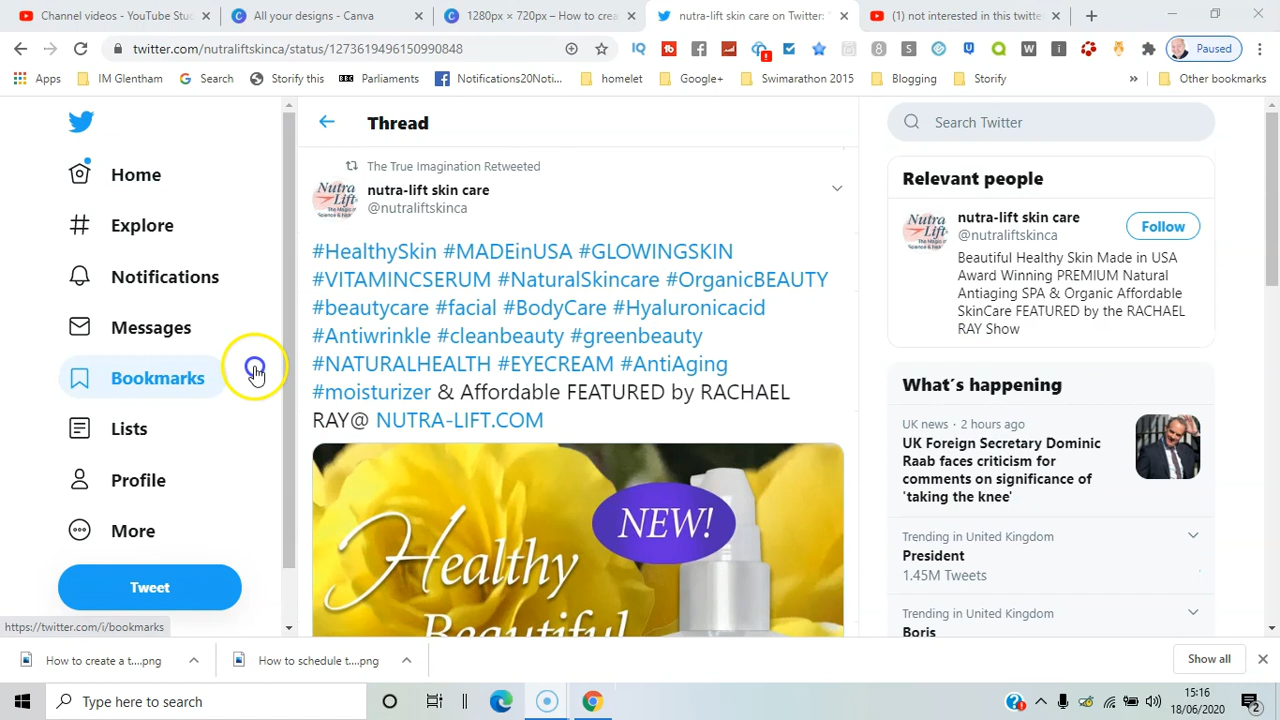 Channel videos - YouTube
All your designs - Canva
1280px × 720px – How to crea
nutra-lift skin care on Twitter: "
(1) not interested in this twitte
twitter.com/nutraliftskinca/status/1273619496150990848
Paused
Apps
IM Glentham
Search
Storify this
BBC Parliaments
Notifications20Noti...
homelet
Google+
Swimarathon 2015
Blogging
Storify
»
Other bookmarks
Home
Explore
Notifications
Messages
Bookmarks
Lists
Profile
More
Tweet
https://twitter.com/i/bookmarks
Thread
The True Imagination Retweeted
nutra-lift skin care
@nutraliftskinca
#HealthySkin #MADEinUSA #GLOWINGSKIN
#VITAMINCSERUM #NaturalSkincare #OrganicBEAUTY
#beautycare #facial #BodyCare #Hyaluronicacid
#Antiwrinkle #cleanbeauty #greenbeauty
#NATURALHEALTH #EYECREAM #AntiAging
#moisturizer & Affordable FEATURED by RACHAEL
RAY@ NUTRA-LIFT.COM
NEW!
Healthy
Beautiful
Search Twitter
Relevant people
nutra-lift skin care
@nutraliftskinca
Follow
Beautiful Healthy Skin Made in USA
Award Winning PREMIUM Natural
Antiaging SPA & Organic Affordable
SkinCare FEATURED by the RACHAEL
RAY Show
What's happening
UK news · 2 hours ago
UK Foreign Secretary Dominic
Raab faces criticism for
comments on significance of
'taking the knee'
Trending in United Kingdom
President
1.45M Tweets
Trending in United Kingdom
Boris
How to create a t....png
How to schedule t....png
Show all
Type here to search
15:16
18/06/2020
2